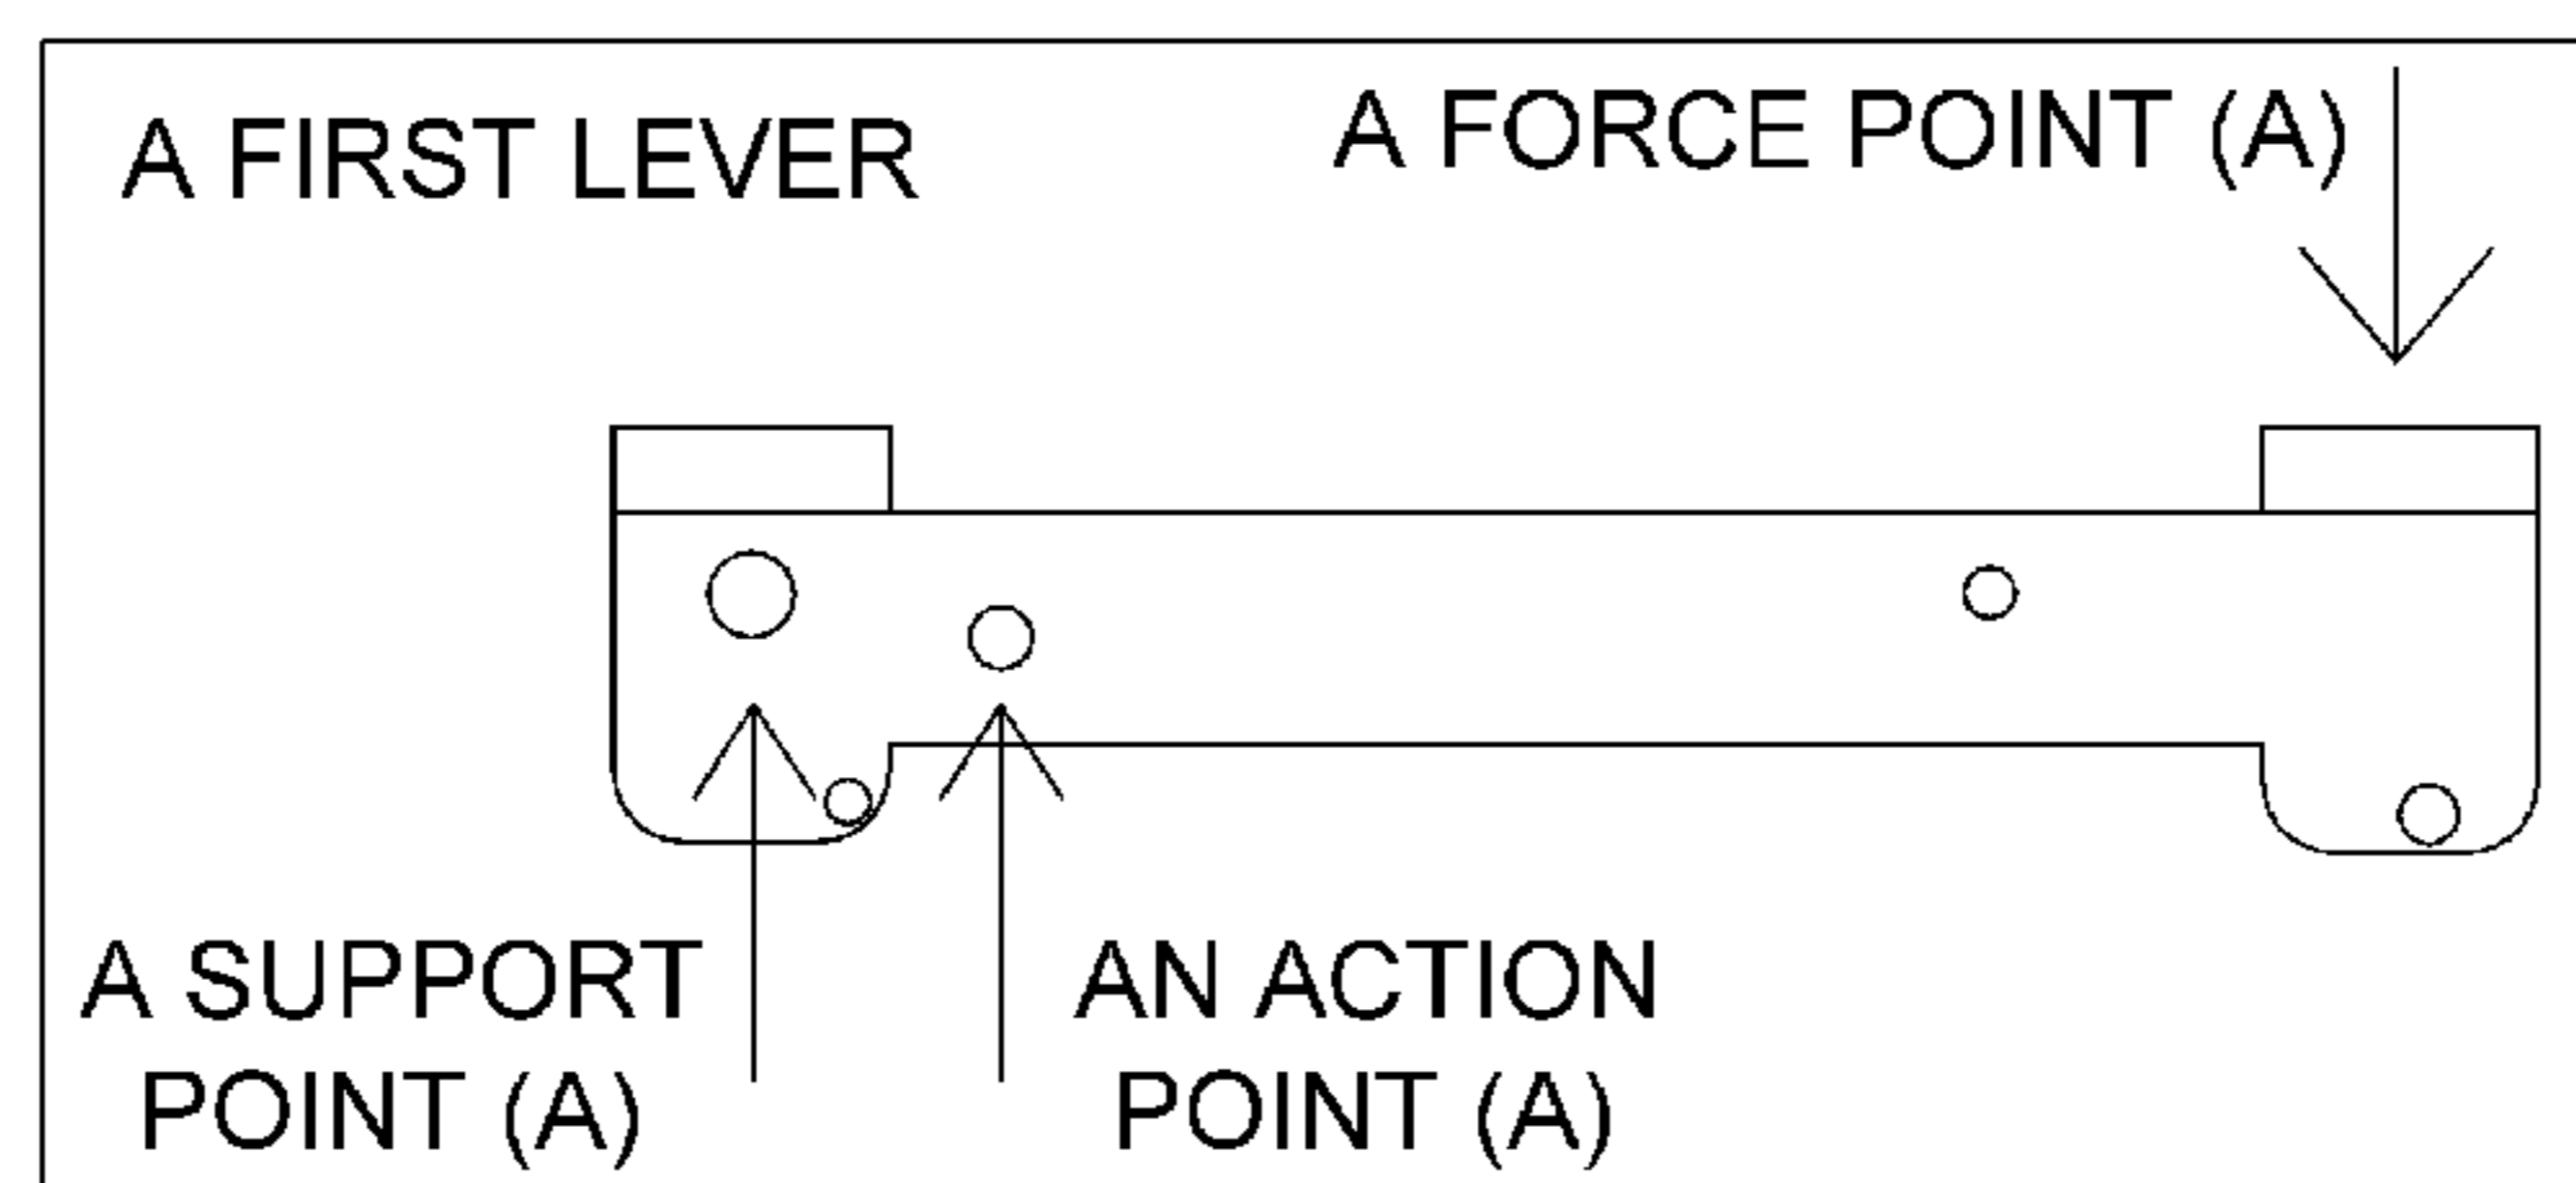 A FIRST LEVER
A FORCE POINT (A)
A SUPPORT
POINT (A)
AN ACTION
POINT (A)